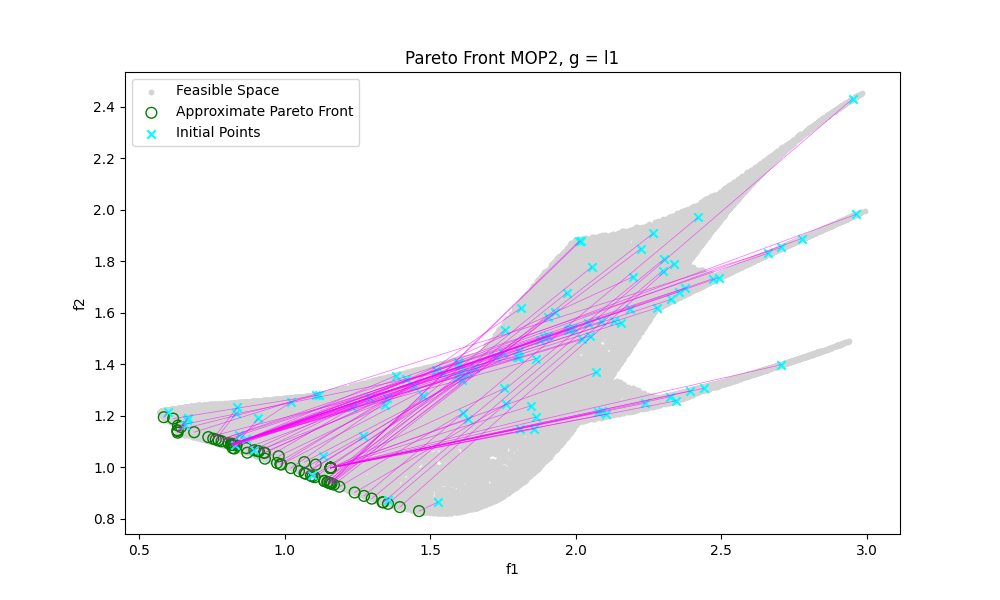 Pareto Front MOP2, g = l1
Feasible Space
Approximate Pareto Front
Initial Points
f2
2.4
2.2
2.0
1.8
1.6
1.4
1.2
1.0
0.8
0.5
1.0
1.5
2.0
2.5
3.0
f1